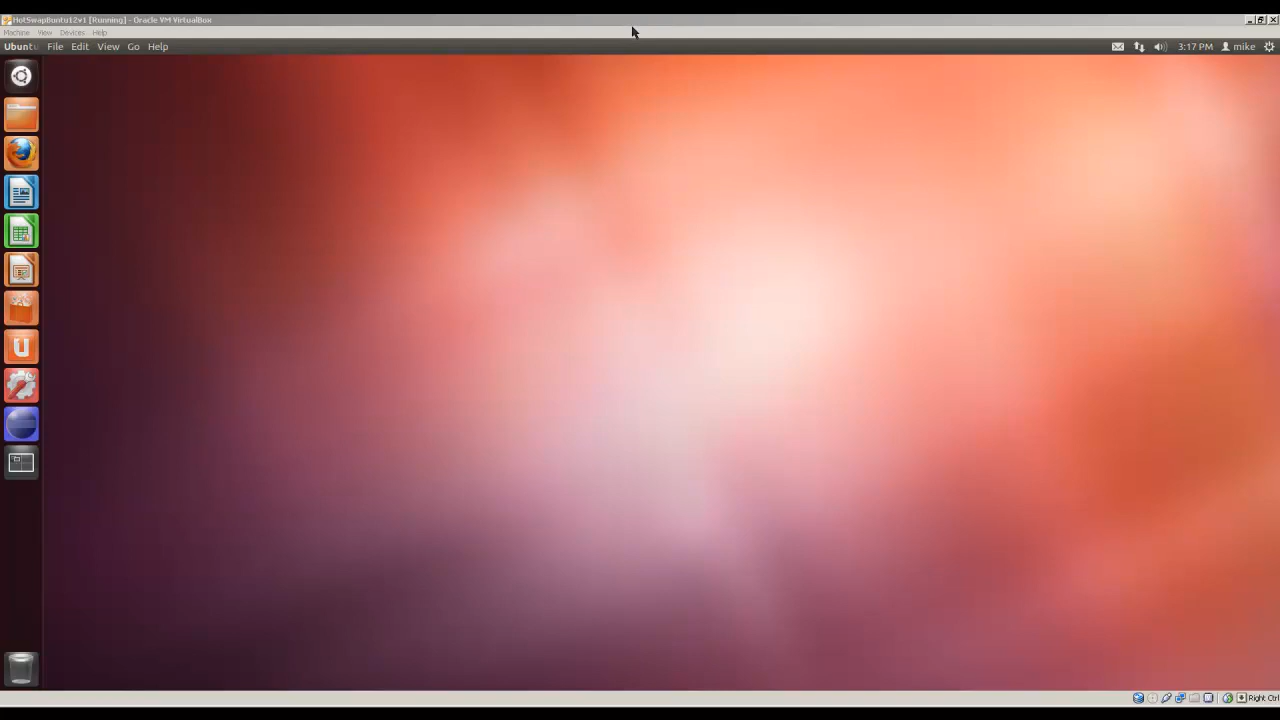 HotSwapBuntu12v1 [Running] - Oracle VM VirtualBox
Machine View Devices Help
Ubuntu File Edit View Go Help 3:17 PM mike
U
Right Ctrl